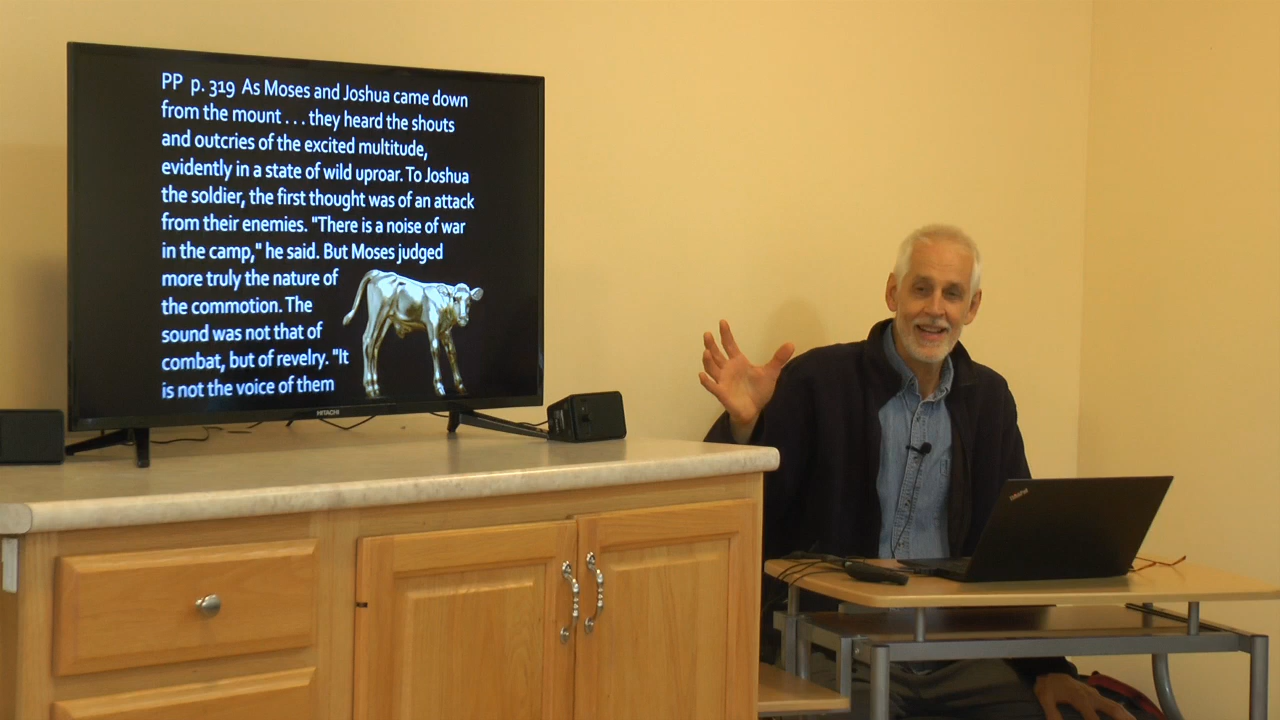 PP p. 319 As Moses and Joshua came down
from the mount . . . they heard the shouts
and outcries of the excited multitude,
evidently in a state of wild uproar. To Joshua
the soldier, the first thought was of an attack
from their enemies. "There is a noise of war
in the camp," he said. But Moses judged
more truly the nature of
the commotion. The
sound was not that of
combat, but of revelry. "It
is not the voice of them
HITACHI
ThinkPad